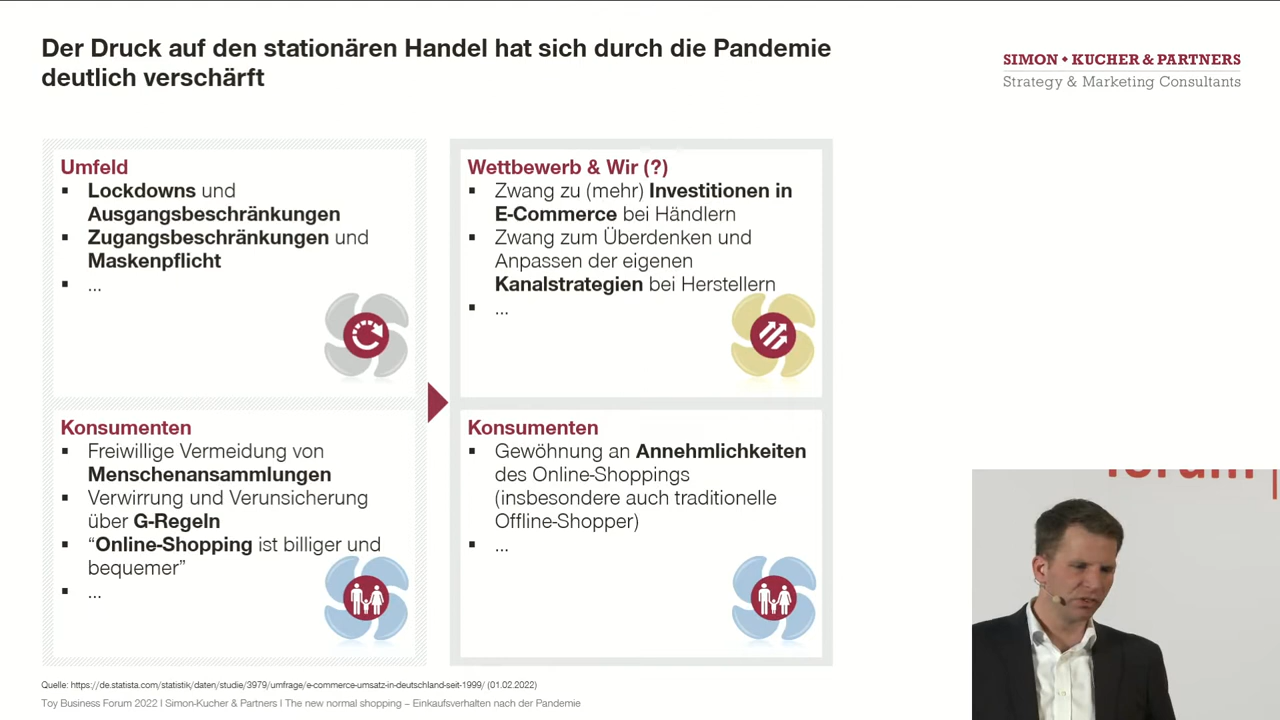 Der Druck auf den stationären Handel hat sich durch die Pandemie
deutlich verschärft
SIMON • KUCHER & PARTNERS
Strategy & Marketing Consultants
Umfeld
▪ Lockdowns und
Ausgangsbeschränkungen
▪ Zugangsbeschränkungen und
Maskenpflicht
▪ ...
Wettbewerb & Wir (?)
▪ Zwang zu (mehr) Investitionen in
E-Commerce bei Händlern
▪ Zwang zum Überdenken und
Anpassen der eigenen
Kanalstrategien bei Herstellern
▪ ...
Konsumenten
▪ Freiwillige Vermeidung von
Menschenansammlungen
▪ Verwirrung und Verunsicherung
über G-Regeln
▪ “Online-Shopping ist billiger und
bequemer”
▪ ...
Konsumenten
▪ Gewöhnung an Annehmlichkeiten
des Online-Shoppings
(insbesondere auch traditionelle
Offline-Shopper)
▪ ...
forum
Quelle: https://de.statista.com/statistik/daten/studie/3979/umfrage/e-commerce-umsatz-in-deutschland-seit-1999/ (01.02.2022)
Toy Business Forum 2022 I Simon-Kucher & Partners I The new normal shopping – Einkaufsverhalten nach der Pandemie